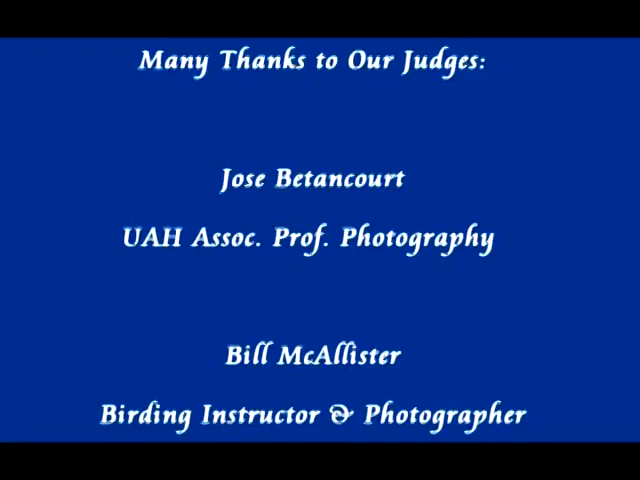 Many Thanks to Our Judges:
Jose Betancourt
UAH Assoc. Prof. Photography
Bill McAllister
Birding Instructor & Photographer